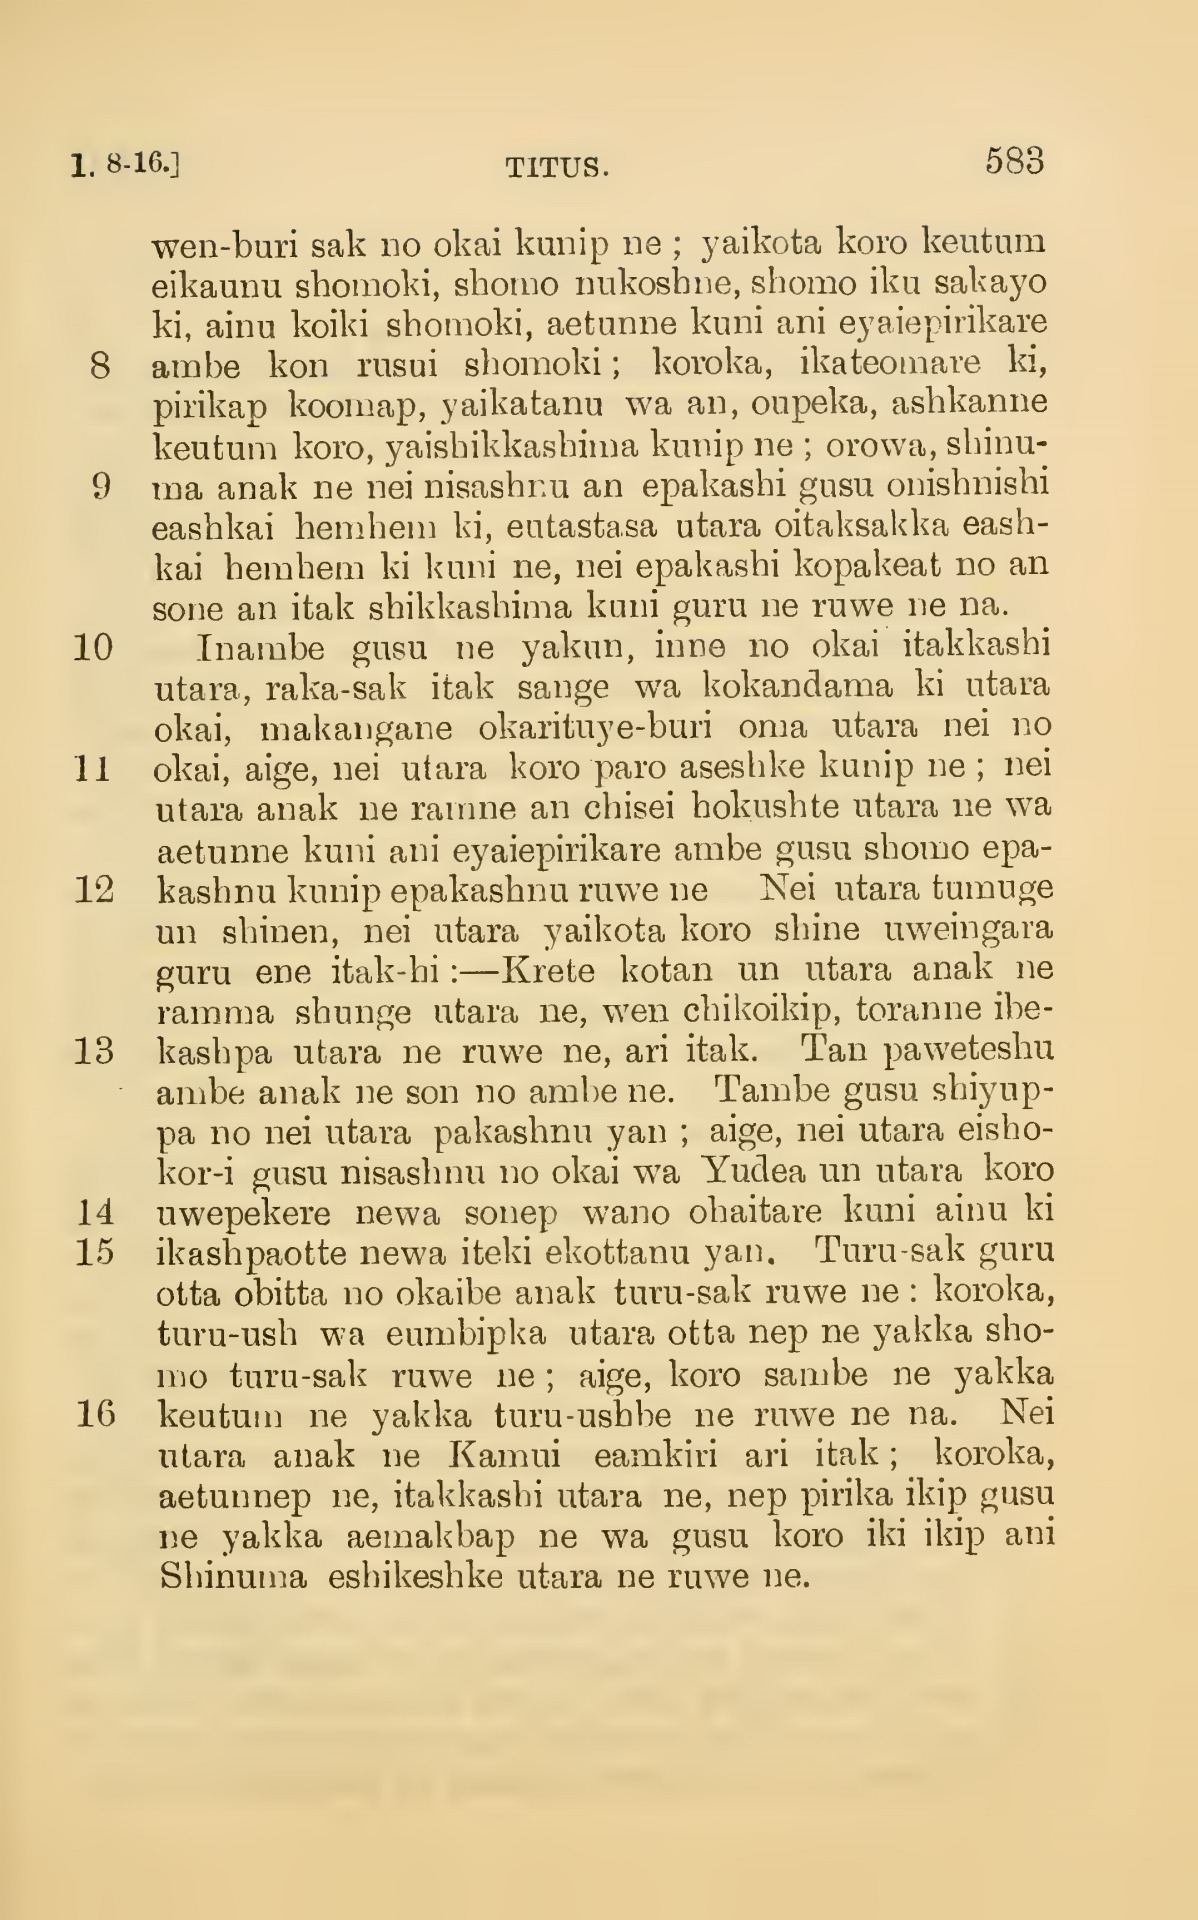 1. 8-16.] TITUS. 583
wen-buri sak no okai kunip ne ; yaikota koro keutum
eikaunu shomoki, shomo nukoshne, shomo iku sakayo
ki, ainu koiki shomoki, aetunne kuni ani eyaiepirikare
8 ambe kon rusui shomoki ; koroka, ikateomare ki,
pirikap koomap, yaikatanu wa an, oupeka, ashkanne
keutum koro, yaishikkashima kunip ne ; orowa, shinu-
9 ma anak ne nei nisashnu an epakashi gusu onishnishi
eashkai hemhem ki, eutastasa utara oitaksakka eash-
kai hemhem ki kuni ne, nei epakashi kopakeat no an
sone an itak shikkashima kuni guru ne ruwe ne na.
10 Inambe gusu ne yakun, inne no okai itakkashi
utara, raka-sak itak sange wa kokandama ki utara
okai, makangane okarituye-buri oma utara nei no
11 okai, aige, nei utara koro paro aseshke kunip ne ; nei
utara anak ne ramne an chisei hokushte utara ne wa
aetunne kuni ani eyaiepirikare ambe gusu shomo epa-
12 kashnu kunip epakashnu ruwe ne Nei utara tumuge
un shinen, nei utara yaikota koro shine uweingara
guru ene itak-hi :—Krete kotan un utara anak ne
ramma shunge utara ne, wen chikoikip, toranne ibe-
13 kashpa utara ne ruwe ne, ari itak. Tan paweteshu
ambe anak ne son no ambe ne. Tambe gusu shiyup-
pa no nei utara pakashnu yan ; aige, nei utara eisho-
kor-i gusu nisashnu no okai wa Yudea un utara koro
14 uwepekere newa sonep wano ohaitare kuni ainu ki
15 ikashpaotte newa iteki ekottanu yan. Turu-sak guru
otta obitta no okaibe anak turu-sak ruwe ne : koroka,
turu-ush wa eumbipka utara otta nep ne yakka sho-
mo turu-sak ruwe ne ; aige, koro sambe ne yakka
16 keutum ne yakka turu-ushbe ne ruwe ne na. Nei
utara anak ne Kamui eamkiri ari itak ; koroka,
aetunnep ne, itakkashi utara ne, nep pirika ikip gusu
ne yakka aemakbap ne wa gusu koro iki ikip ani
Shinuma eshikeshke utara ne ruwe ne.